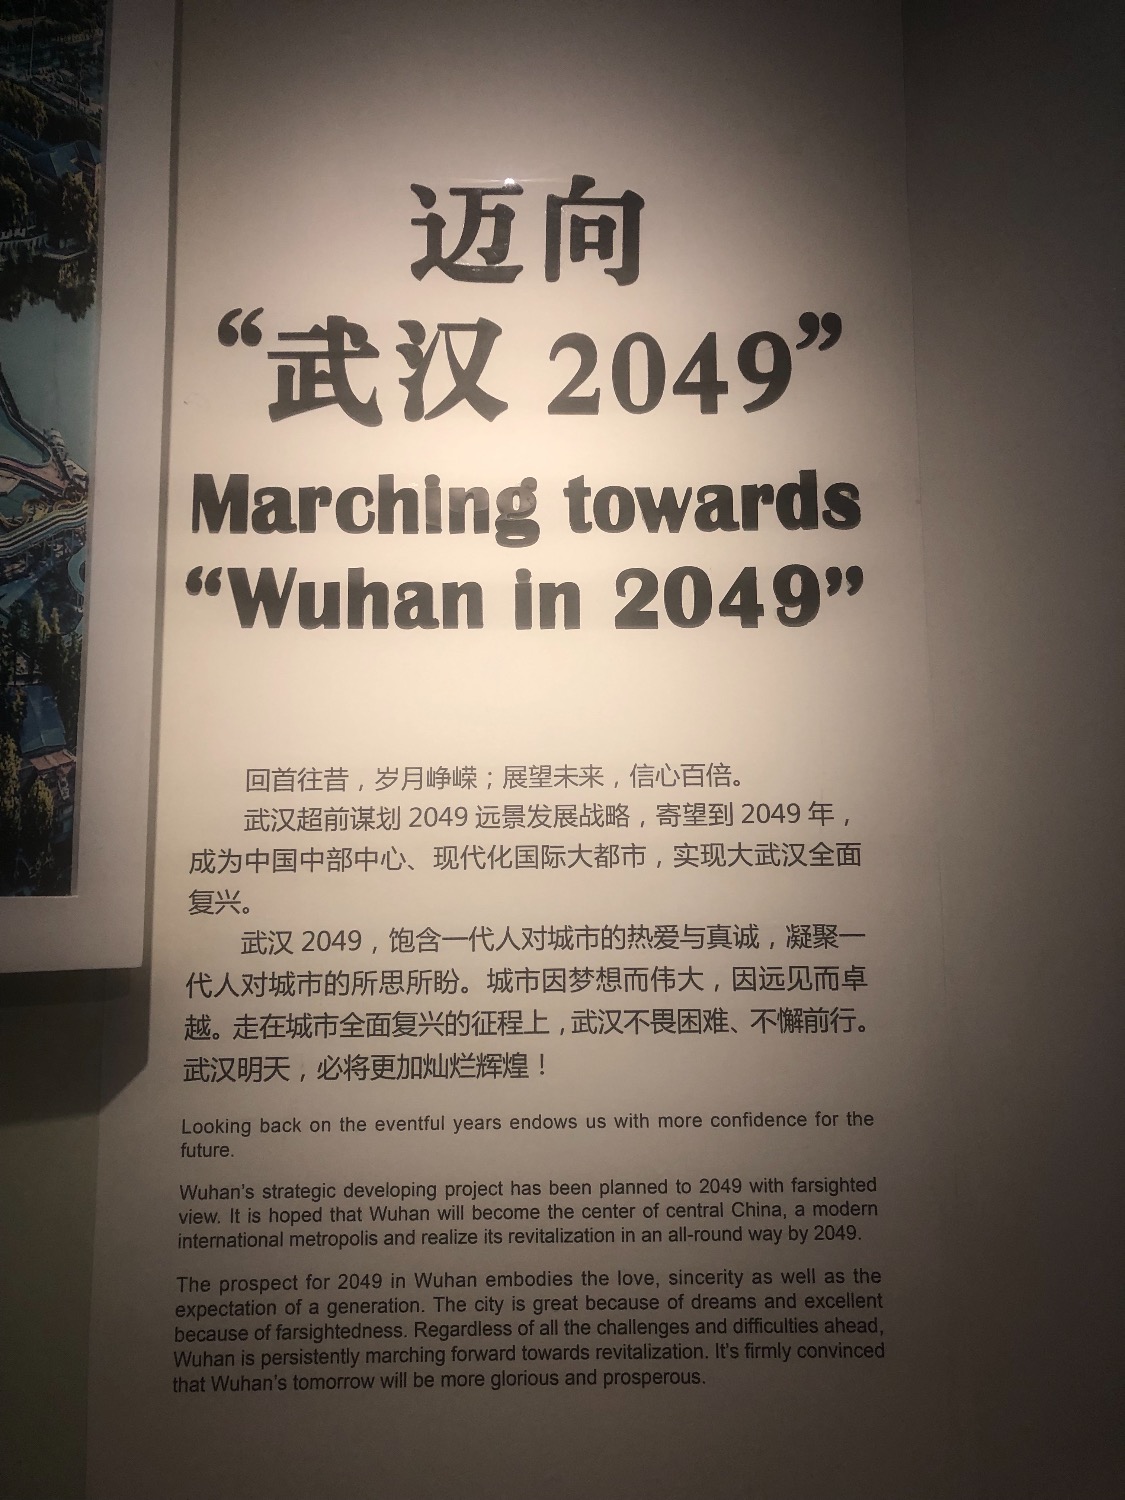 迈向
“武汉 2049”
Marching towards
“Wuhan in 2049”
回首往昔，岁月峥嵘；展望未来，信心百倍。
武汉超前谋划 2049 远景发展战略，寄望到 2049 年，
成为中国中部中心、现代化国际大都市，实现大武汉全面
复兴。
武汉 2049，饱含一代人对城市的热爱与真诚，凝聚一
代人对城市的所思所盼。城市因梦想而伟大，因远见而卓
越。走在城市全面复兴的征程上，武汉不畏困难、不懈前行。
武汉明天，必将更加灿烂辉煌！
Looking back on the eventful years endows us with more confidence for the
future.
Wuhan's strategic developing project has been planned to 2049 with farsighted
view. It is hoped that Wuhan will become the center of central China, a modern
international metropolis and realize its revitalization in an all-round way by 2049.
The prospect for 2049 in Wuhan embodies the love, sincerity as well as the
expectation of a generation. The city is great because of dreams and excellent
because of farsightedness. Regardless of all the challenges and difficulties ahead,
Wuhan is persistently marching forward towards revitalization. It's firmly convinced
that Wuhan's tomorrow will be more glorious and prosperous.